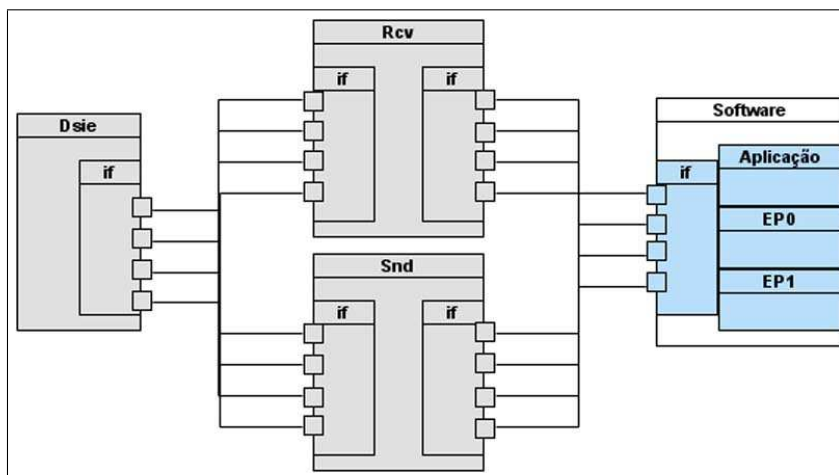 Rcv
if
if
Dsie
if
Software
if
Aplicação
EP0
EP1
Snd
if
if